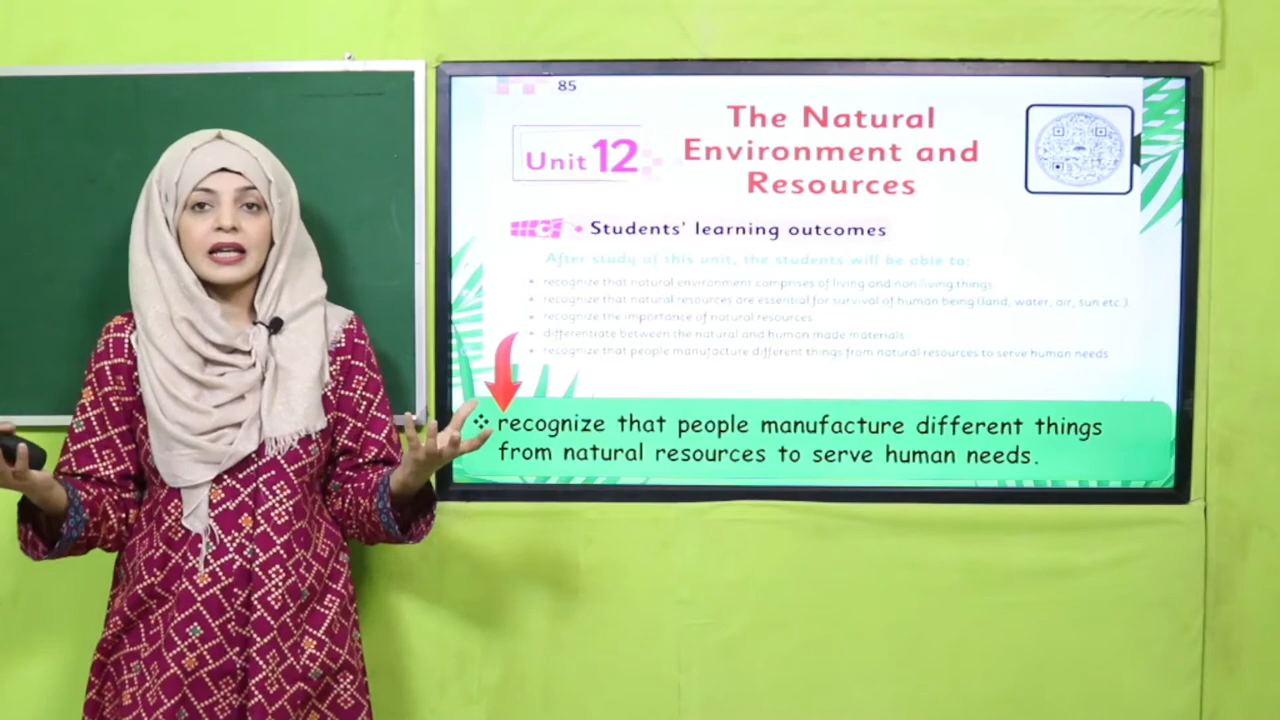 85
Unit 12
The Natural
Environment and
Resources
• Students' learning outcomes
After study of this unit, the students will be able to:
• recognize that natural environment comprises of living and non-living things
• recognize that natural resources are essential for survival of human being (land, water, air, sun etc.)
• recognize the importance of natural resources
• differentiate between the natural and human made materials
• recognize that people manufacture different things from natural resources to serve human needs
❖ recognize that people manufacture different things
from natural resources to serve human needs.